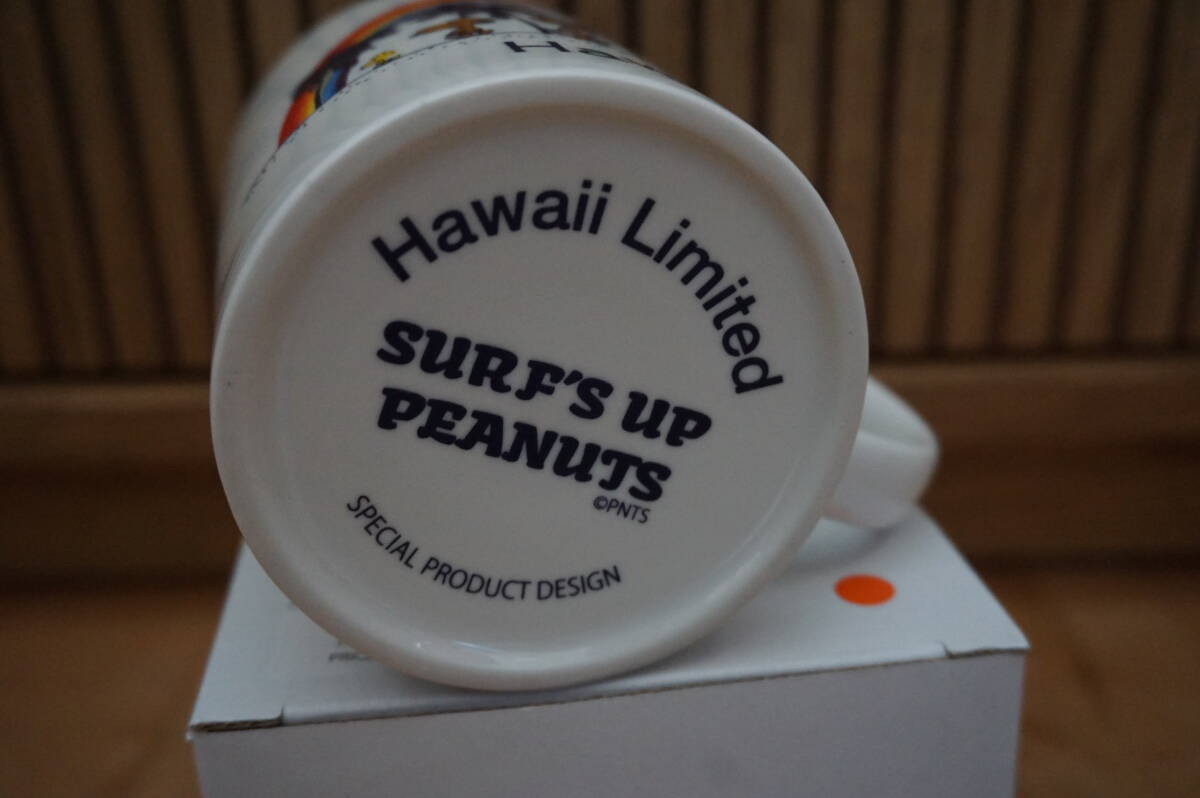 Hawaii Limited
SURF'S UP
PEANUTS
©PNTS
SPECIAL PRODUCT DESIGN